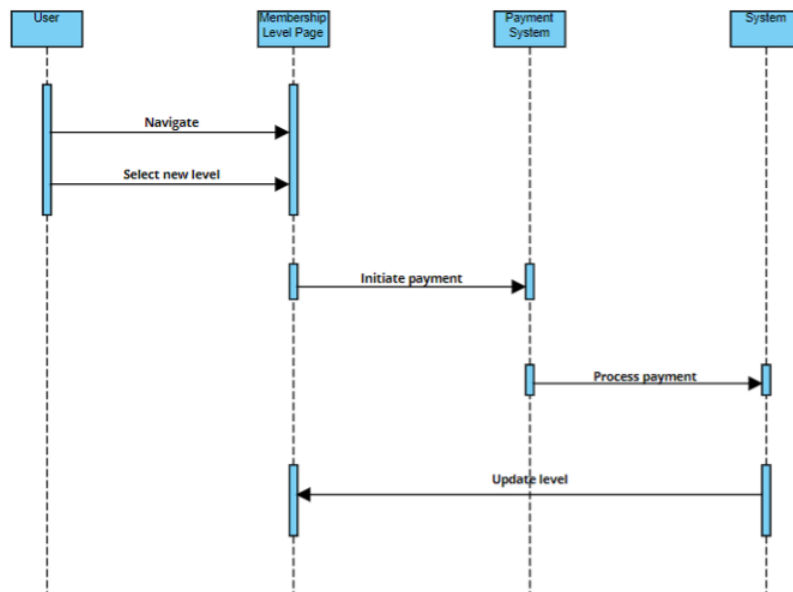 User
Membership
Level Page
Payment
System
System
Navigate
Select new level
Initiate payment
Process payment
Update level